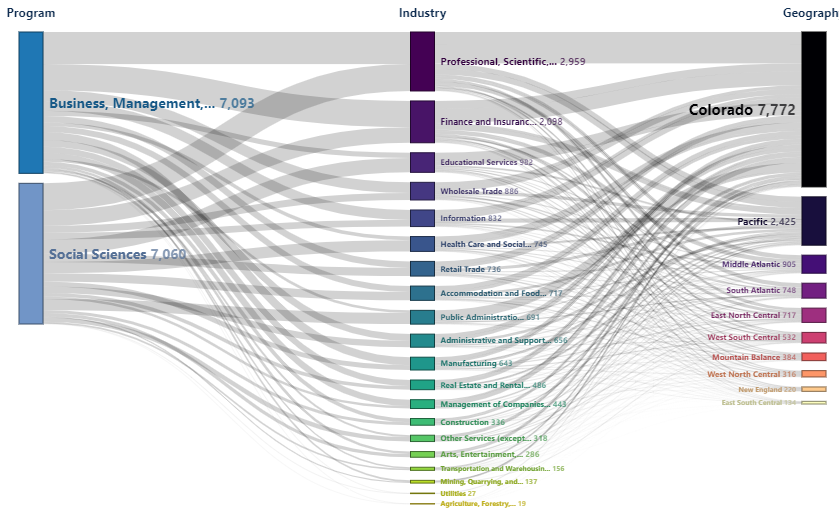 Program
Industry
Geograph
Business, Management,... 7,093
Social Sciences 7,060
Professional, Scientific,... 2,959
Finance and Insuranc... 2,098
Educational Services 982
Wholesale Trade 886
Information 832
Health Care and Social... 745
Retail Trade 736
Accommodation and Food... 717
Public Administratio... 691
Administrative and Support... 656
Manufacturing 643
Real Estate and Rental... 486
Management of Companies... 443
Construction 336
Other Services (except... 318
Arts, Entertainment,... 286
Transportation and Warehousin... 156
Mining, Quarrying, and... 137
Utilities 27
Agriculture, Forestry,... 19
Colorado 7,772
Pacific 2,425
Middle Atlantic 905
South Atlantic 748
East North Central 717
West South Central 532
Mountain Balance 384
West North Central 316
New England 220
East South Central 134